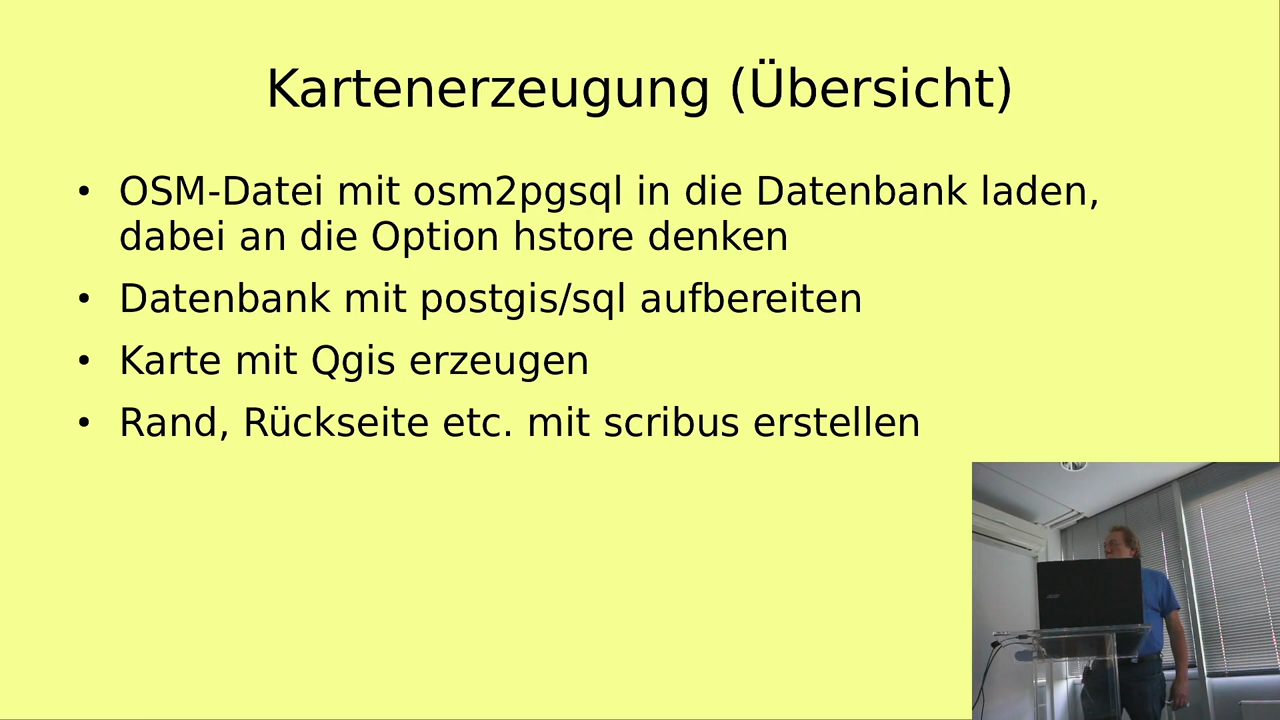 Kartenerzeugung (Übersicht)
• OSM-Datei mit osm2pgsql in die Datenbank laden,
dabei an die Option hstore denken
• Datenbank mit postgis/sql aufbereiten
• Karte mit Qgis erzeugen
• Rand, Rückseite etc. mit scribus erstellen